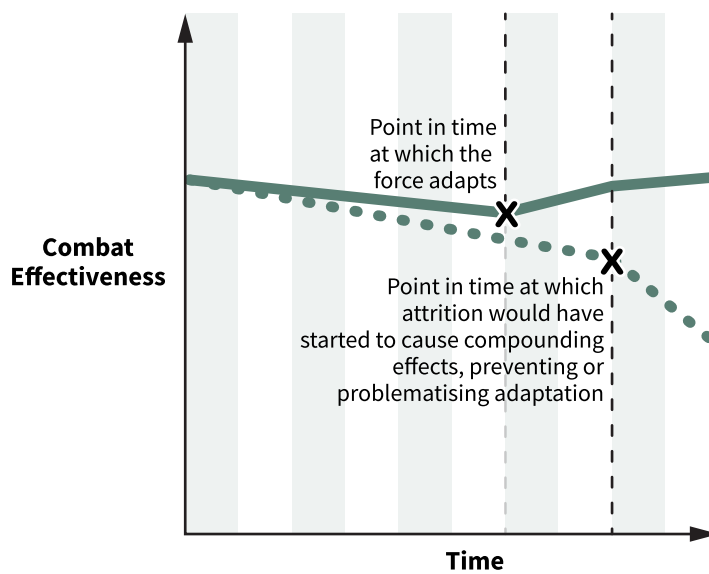 Point in time
at which the
force adapts
Combat
Effectiveness
Point in time at which
attrition would have
started to cause compounding
effects, preventing or
problematising adaptation
Time